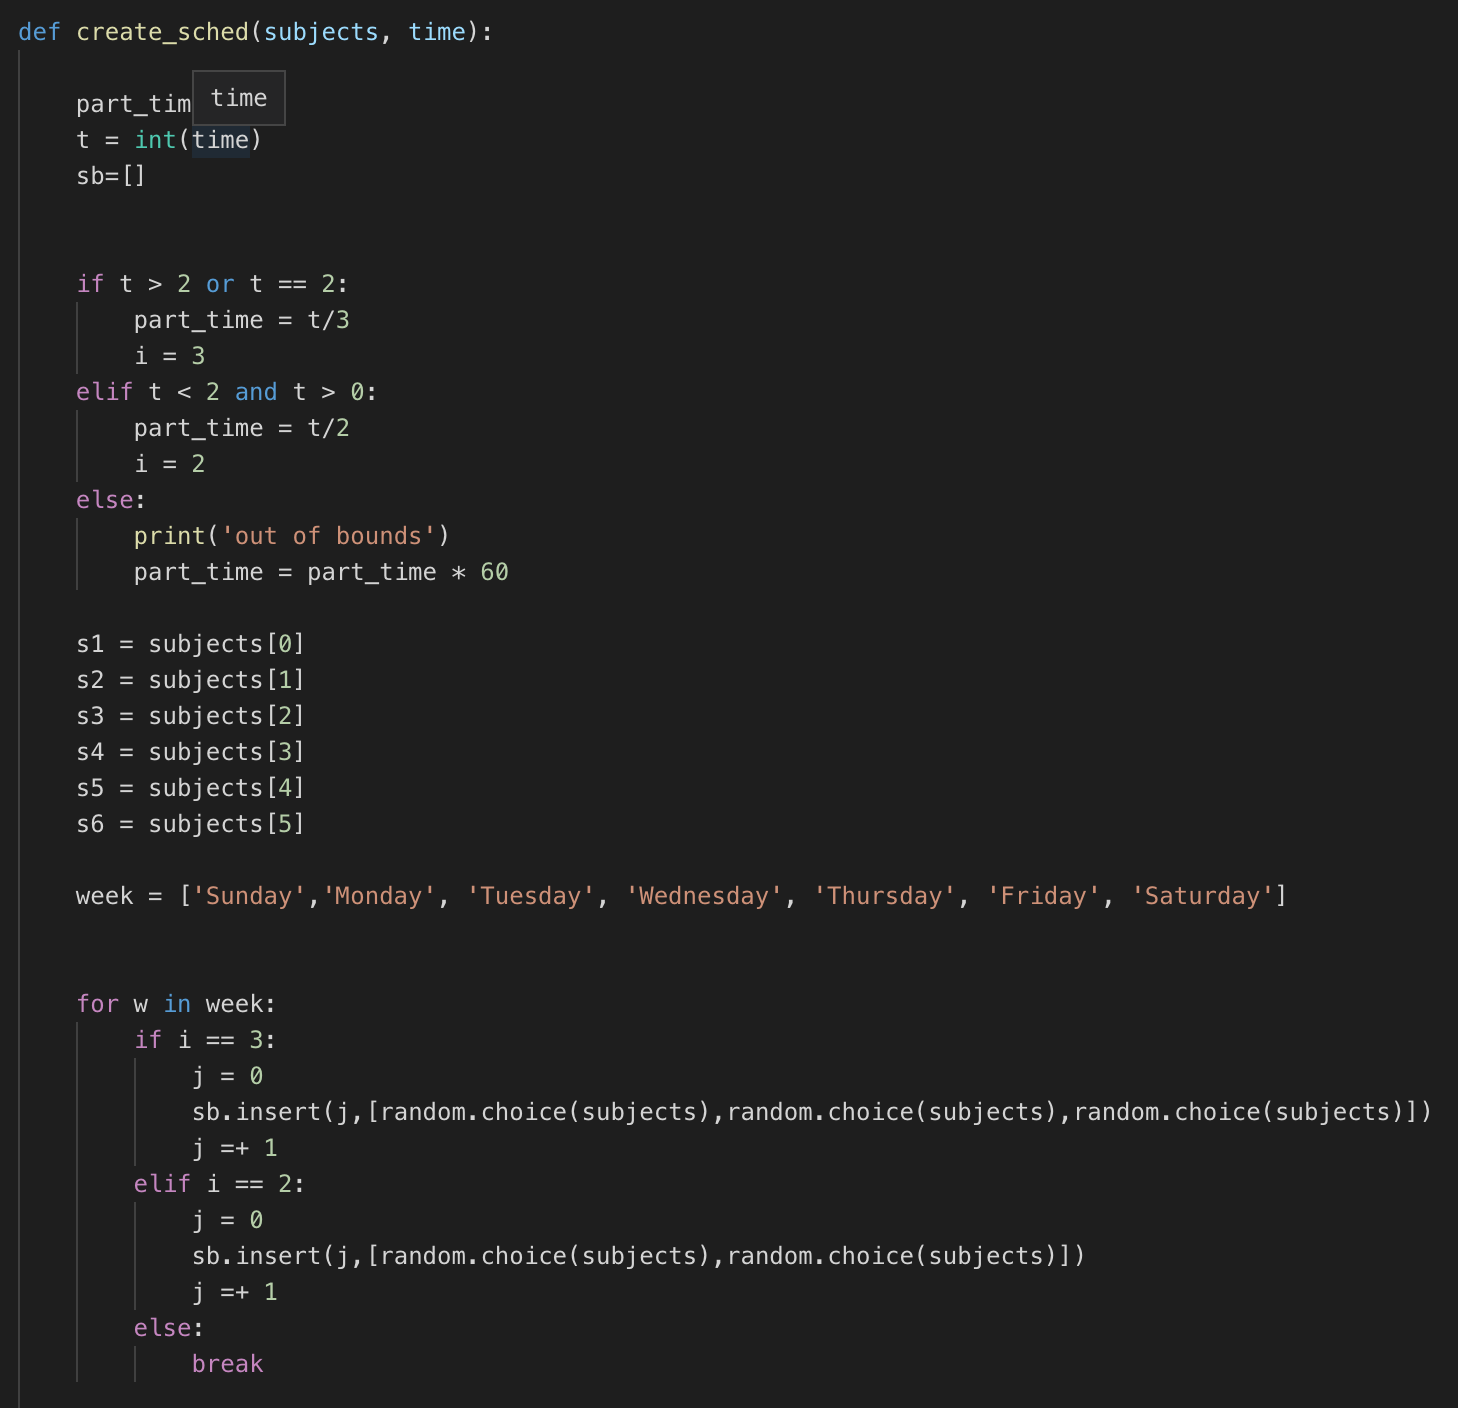 def create_sched(subjects, time):
time
part_tim
t = int(time)
sb=[]
if t > 2 or t == 2:
part_time = t/3
i = 3
elif t < 2 and t > 0:
part_time = t/2
i = 2
else:
print('out of bounds')
part_time = part_time * 60
s1 = subjects[0]
s2 = subjects[1]
s3 = subjects[2]
s4 = subjects[3]
s5 = subjects[4]
s6 = subjects[5]
week = ['Sunday','Monday', 'Tuesday', 'Wednesday', 'Thursday', 'Friday', 'Saturday']
for w in week:
if i == 3:
j = 0
sb.insert(j,[random.choice(subjects),random.choice(subjects),random.choice(subjects)])
j =+ 1
elif i == 2:
j = 0
sb.insert(j,[random.choice(subjects),random.choice(subjects)])
j =+ 1
else:
break